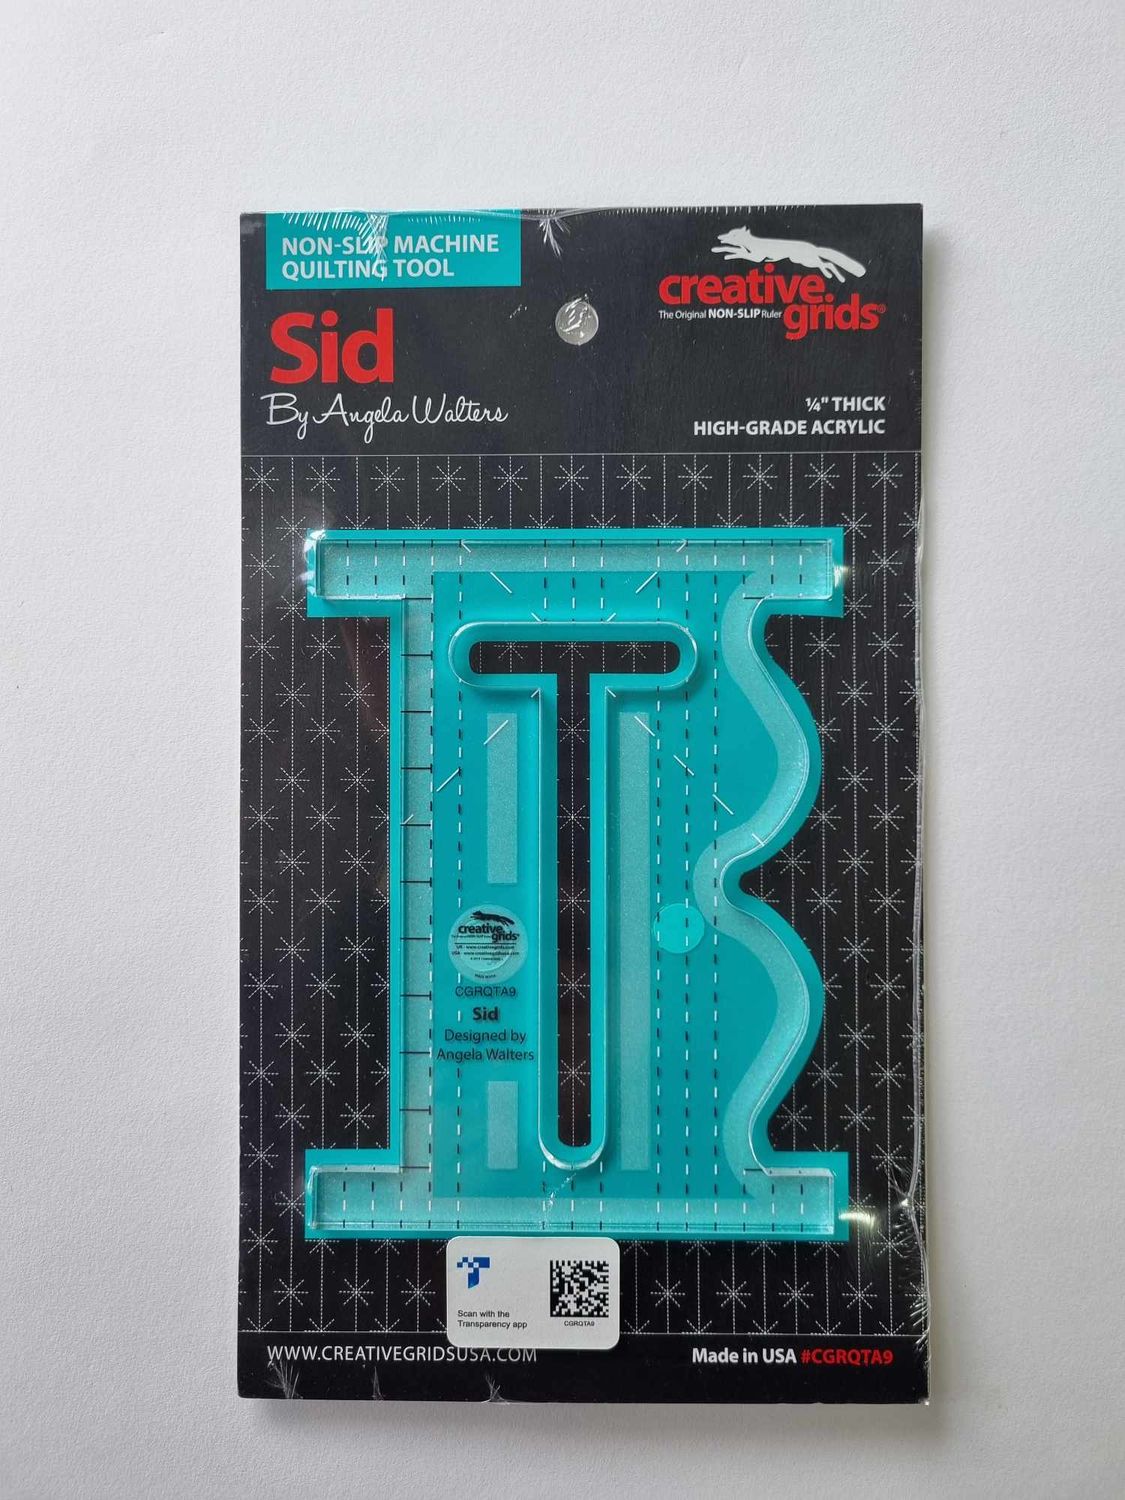 NON-SLIP MACHINE
QUILTING TOOL
Sid
By Angela Walters
creative
grids®
The Original NON-SLIP Ruler
¼" THICK
HIGH-GRADE ACRYLIC
creative
grids
CGRQTA9
Sid
Designed by
Angela Walters
Scan with the
Transparency app
CGRQTA9
WWW.CREATIVEGRIDSUSA.COM
Made in USA #CGRQTA9